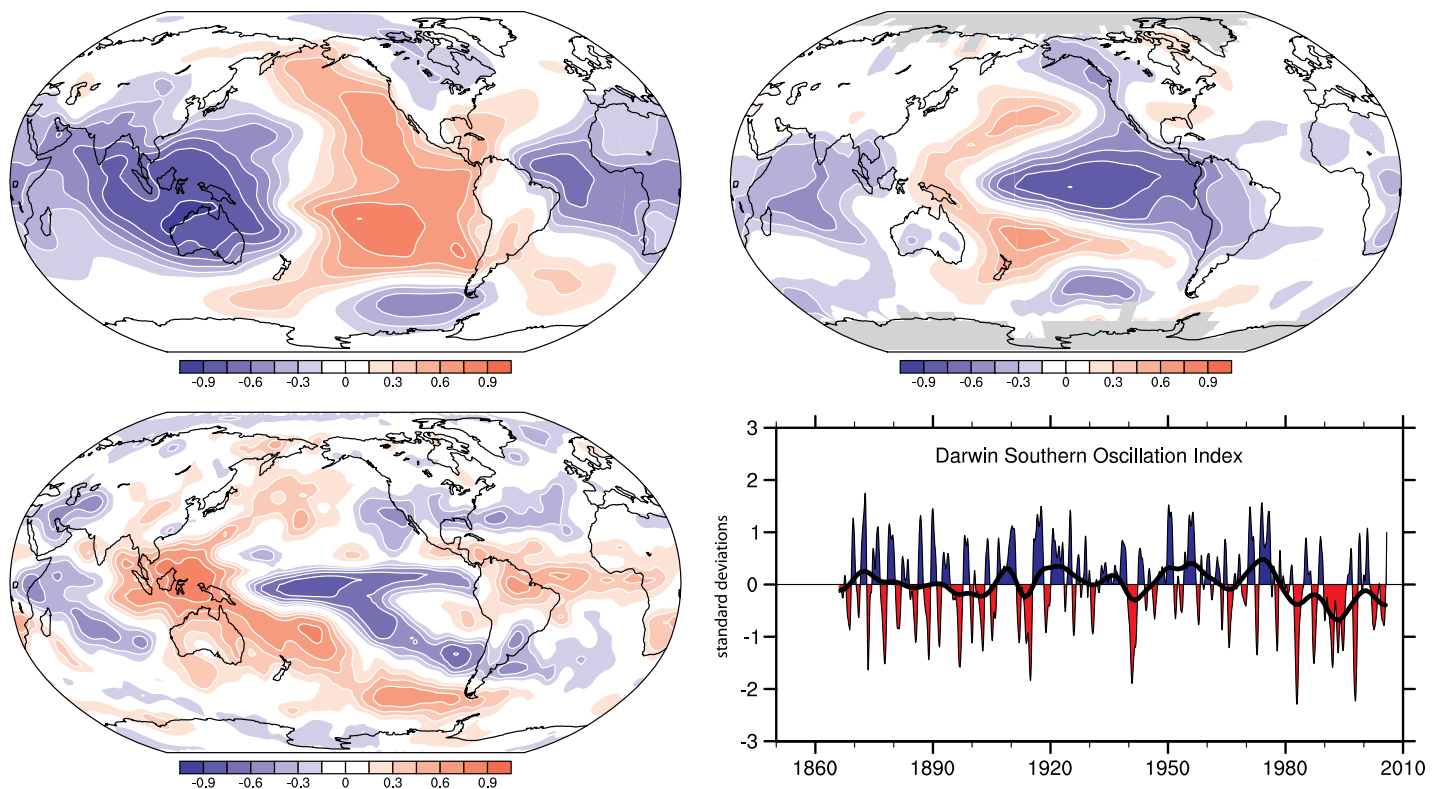 -0.9 -0.6 -0.3 0 0.3 0.6 0.9
-0.9 -0.6 -0.3 0 0.3 0.6 0.9
-0.9 -0.6 -0.3 0 0.3 0.6 0.9
Darwin Southern Oscillation Index
standard deviations
3
2
1
0
-1
-2
-3
1860 1890 1920 1950 1980 2010